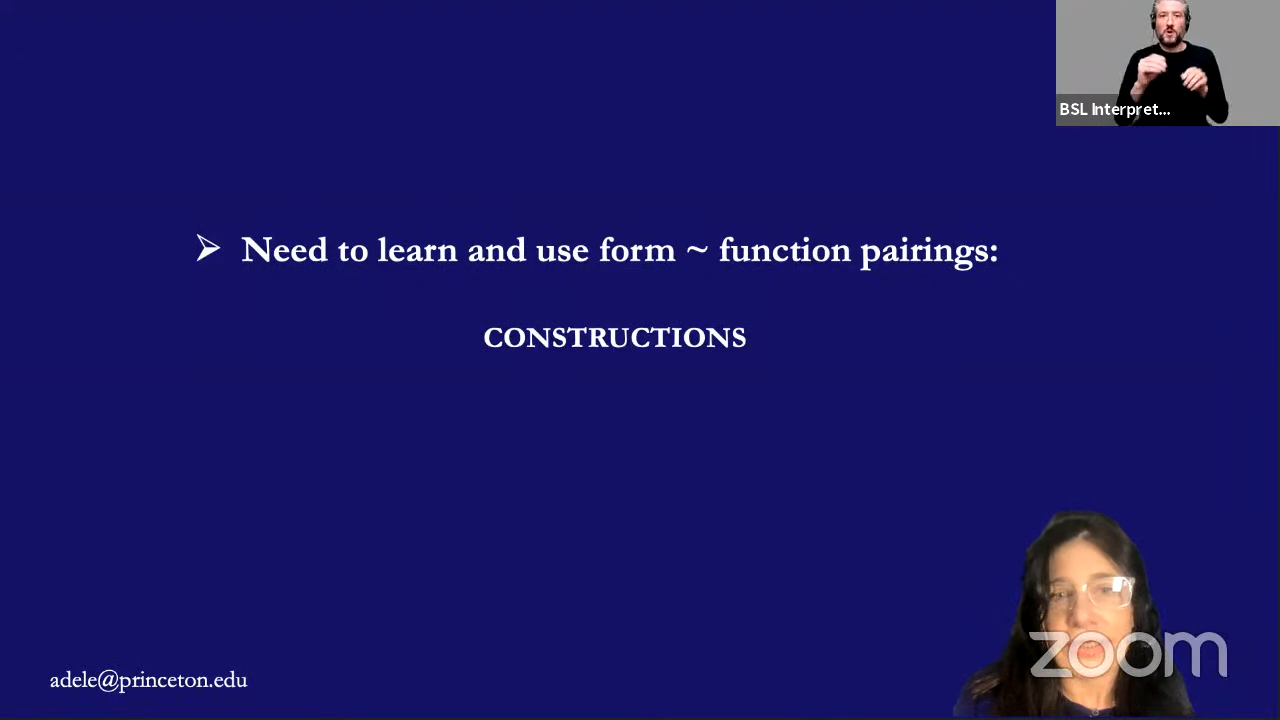 BSL Interpret...
➢ Need to learn and use form ~ function pairings:
CONSTRUCTIONS
zoom
adele@princeton.edu